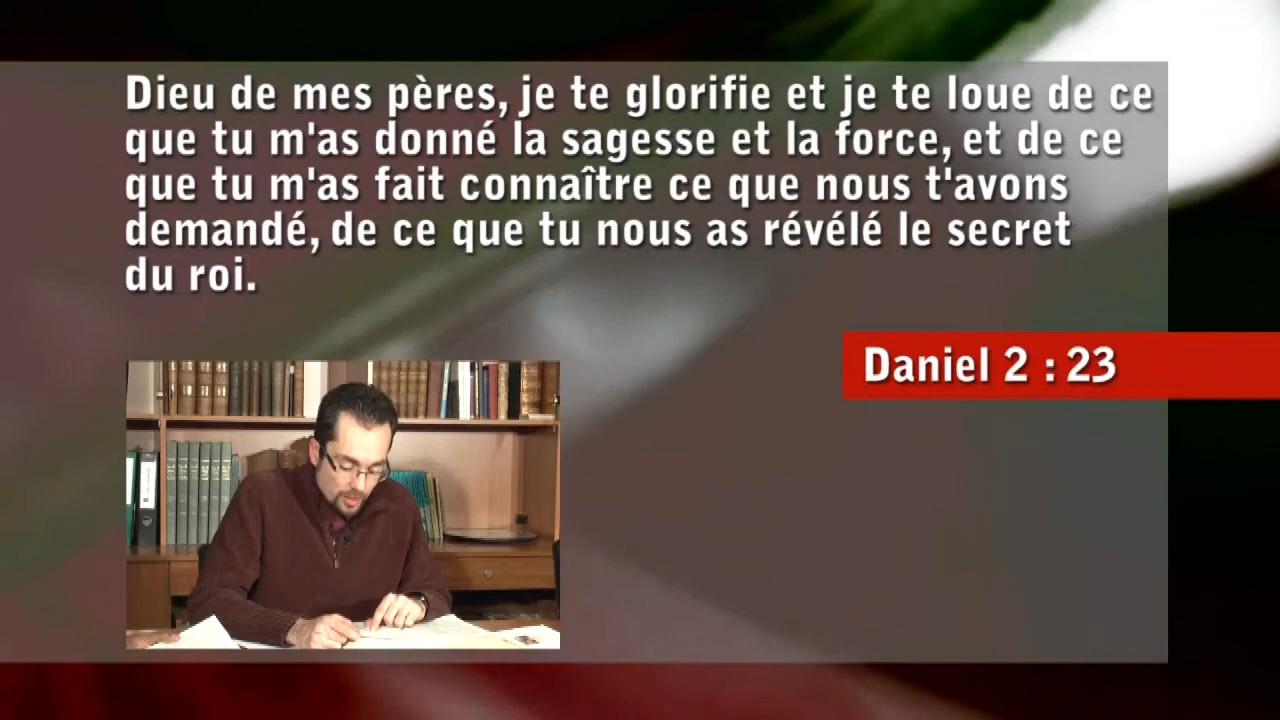 Dieu de mes pères, je te glorifie et je te loue de ce
que tu m'as donné la sagesse et la force, et de ce
que tu m'as fait connaître ce que nous t'avons
demandé, de ce que tu nous as révélé le secret
du roi.
Daniel 2 : 23